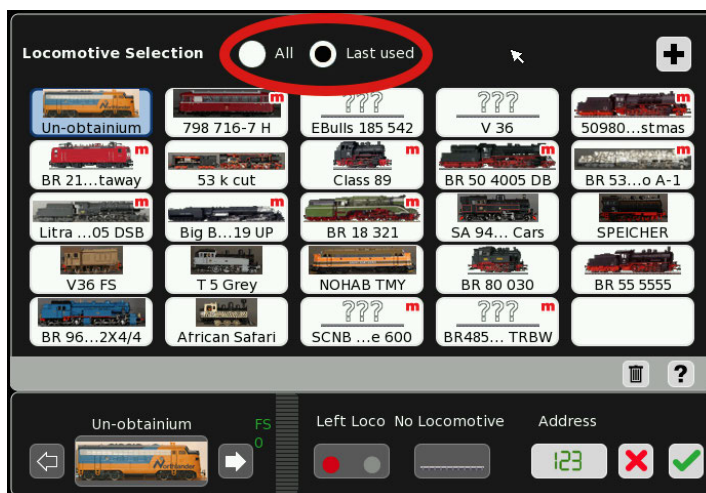 Locomotive Selection All Last used
Un-obtainium 798 716-7 H EBulls 185 542 V 36 50980...stmas
BR 21...taway 53 k cut Class 89 BR 50 4005 DB BR 53...o A-1
Litra ...05 DSB Big B...19 UP BR 18 321 SA 94... Cars SPEICHER
V36 FS T 5 Grey NOHAB TMY BR 80 030 BR 55 5555
BR 96...2X4/4 African Safari SCNB ...e 600 BR485... TRBW
Un-obtainium FS Left Loco No Locomotive Address
0
Northlander 123